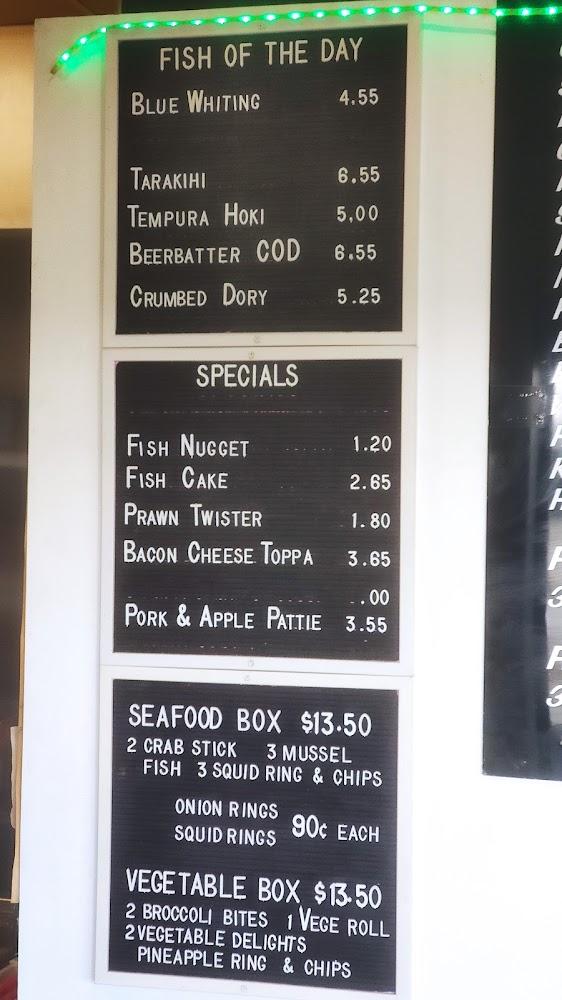 FISH OF THE DAY
BLUE WHITING 4.55
TARAKIHI 6.55
TEMPURA HOKI 5.00
BEERBATTER COD 6.55
CRUMBED DORY 5.25
SPECIALS
FISH NUGGET 1.20
FISH CAKE 2.65
PRAWN TWISTER 1.80
BACON CHEESE TOPPA 3.65
.00
PORK & APPLE PATTIE 3.55
SEAFOOD BOX $13.50
2 CRAB STICK 3 MUSSEL
FISH 3 SQUID RING & CHIPS
ONION RINGS
SQUID RINGS 90¢ EACH
VEGETABLE BOX $13.50
2 BROCCOLI BITES 1 VEGE ROLL
2 VEGETABLE DELIGHTS
PINEAPPLE RING & CHIPS